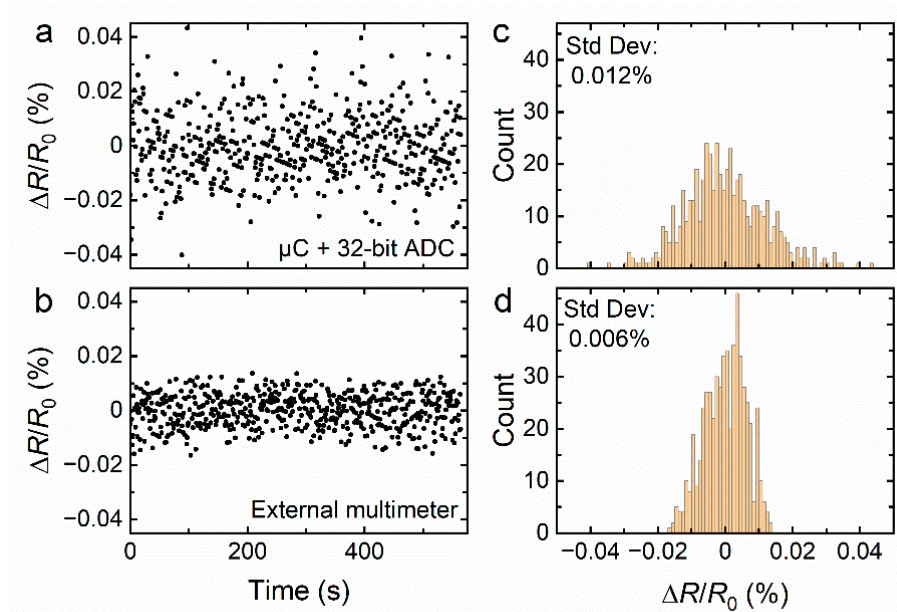 a
0.04
0.02
0
−0.02
−0.04
ΔR/R₀ (%)
µC + 32-bit ADC
b
0.04
0.02
0
−0.02
−0.04
ΔR/R₀ (%)
External multimeter
0
200
400
Time (s)
c
Std Dev:
0.012%
40
30
20
10
0
Count
d
Std Dev:
0.006%
40
30
20
10
0
Count
−0.04
−0.02
0
0.02
0.04
ΔR/R₀ (%)